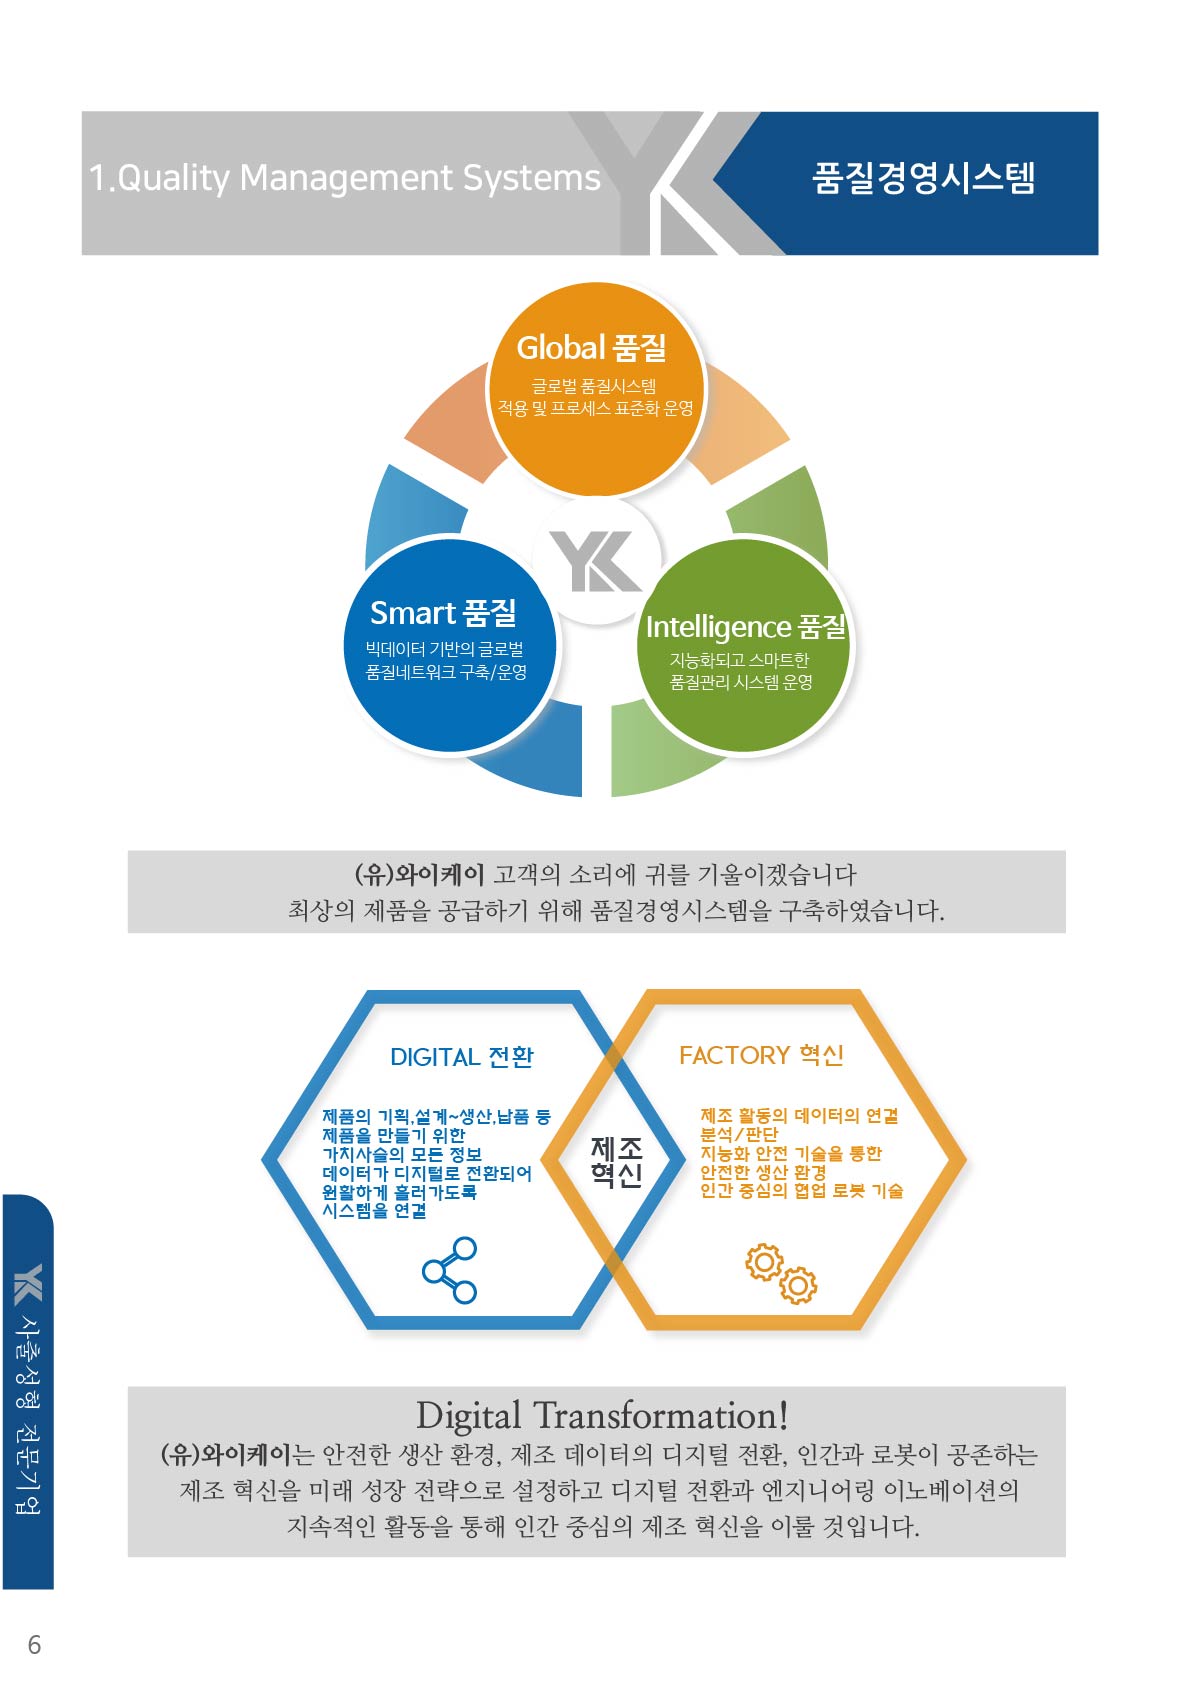 1.Quality Management Systems
품질경영시스템
Global 품질
글로벌 품질시스템
적용 및 프로세스 표준화 운영
YK
Smart 품질
빅데이터 기반의 글로벌
품질네트워크 구축/운영
Intelligence 품질
지능화되고 스마트한
품질관리 시스템 운영
(유)와이케이 고객의 소리에 귀를 기울이겠습니다
최상의 제품을 공급하기 위해 품질경영시스템을 구축하였습니다.
DIGITAL 전환
제품의 기획,설계~생산,납품 등
제품을 만들기 위한
가치사슬의 모든 정보
데이터가 디지털로 전환되어
원활하게 흘러가도록
시스템을 연결
제조
혁신
FACTORY 혁신
제조 활동의 데이터의 연결
분석/판단
지능화 안전 기술을 통한
안전한 생산 환경
인간 중심의 협업 로봇 기술
Digital Transformation!
(유)와이케이는 안전한 생산 환경, 제조 데이터의 디지털 전환, 인간과 로봇이 공존하는
제조 혁신을 미래 성장 전략으로 설정하고 디지털 전환과 엔지니어링 이노베이션의
지속적인 활동을 통해 인간 중심의 제조 혁신을 이룰 것입니다.
YK 사출성형 전문기업
6